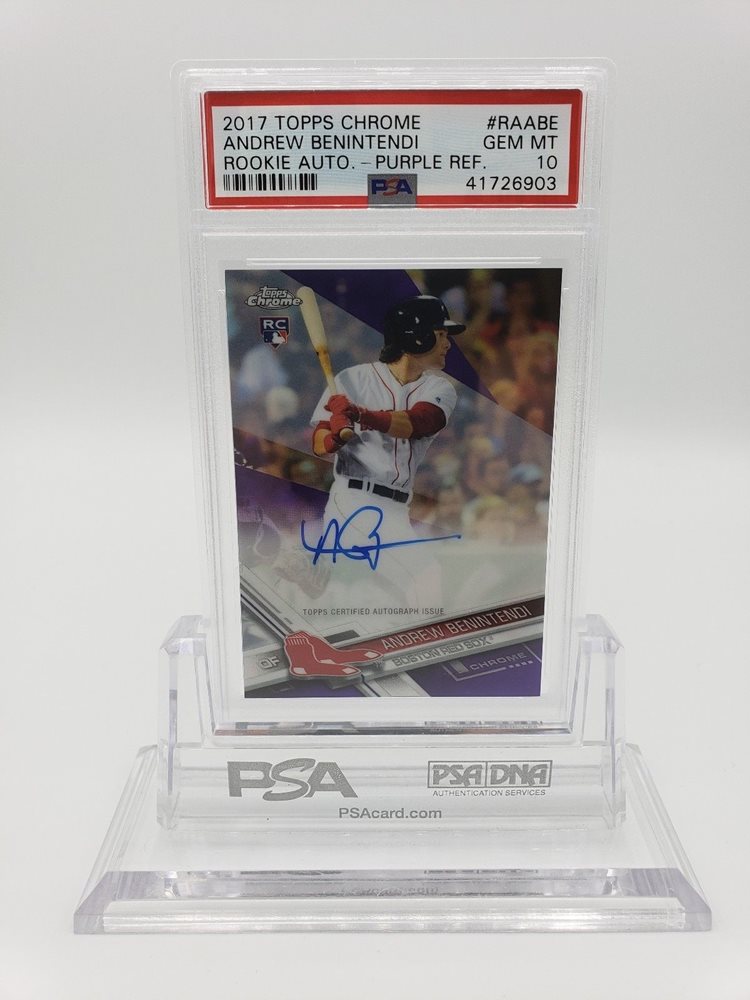 2017 TOPPS CHROME #RAABE
ANDREW BENINTENDI GEM MT
ROOKIE AUTO. - PURPLE REF. 10
PSA 41726903
Topps
Chrome
RC
TOPPS CERTIFIED AUTOGRAPH ISSUE
ANDREW BENINTENDI
OF BOSTON RED SOX®
CHROME
PSA PSA DNA
AUTHENTICATION SERVICES
PSAcard.com